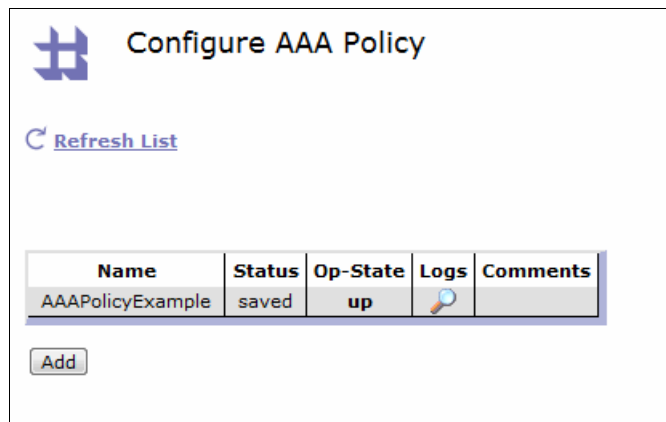 Configure AAA Policy
Refresh List
Name Status Op-State Logs Comments
AAAPolicyExample saved up
Add